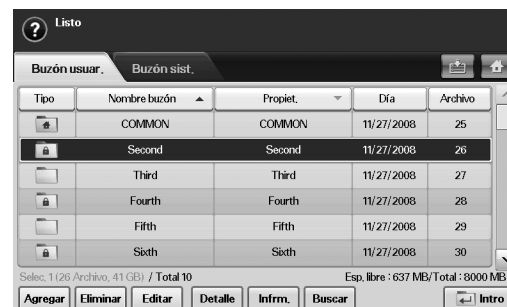 Listo
Buzón usuar. Buzón sist.
Tipo Nombre buzón Propiet. Día Archivo
COMMON COMMON 11/27/2008 25
Second Second 11/27/2008 26
Third Third 11/27/2008 27
Fourth Fourth 11/27/2008 28
Fifth Fifth 11/27/2008 29
Sixth Sixth 11/27/2008 30
Selec. 1 (26 Archivo, 41 GB) / Total 10 Esp. libre : 637 MB/Total : 8000 MB
Agregar Eliminar Editar Detalle Infrm. Buscar Intro